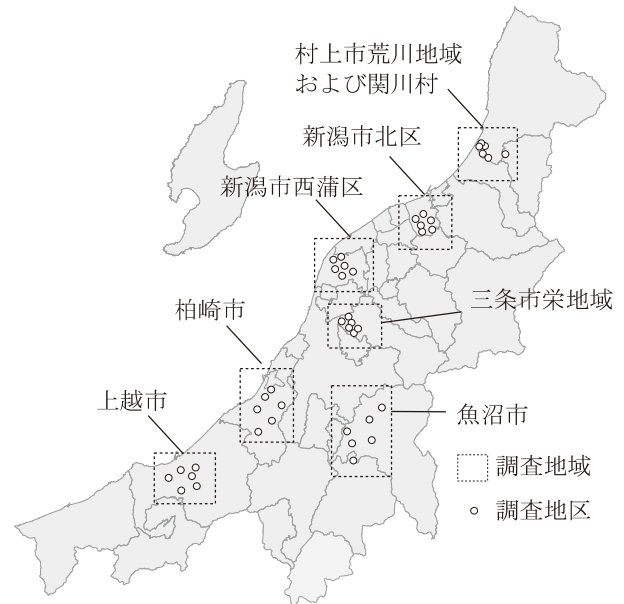 村上市荒川地域
および関川村
新潟市北区
新潟市西蒲区
三条市栄地域
柏崎市
上越市
魚沼市
調査地域
調査地区